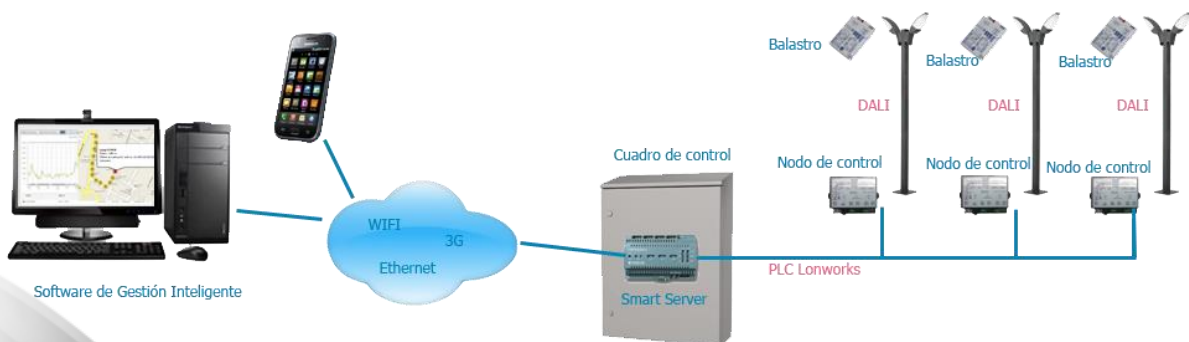 Balastro
Balastro
Balastro
DALI
DALI
DALI
Cuadro de control
Nodo de control
Nodo de control
Nodo de control
WIFI
3G
Ethernet
PLC Lonworks
Software de Gestión Inteligente
Smart Server